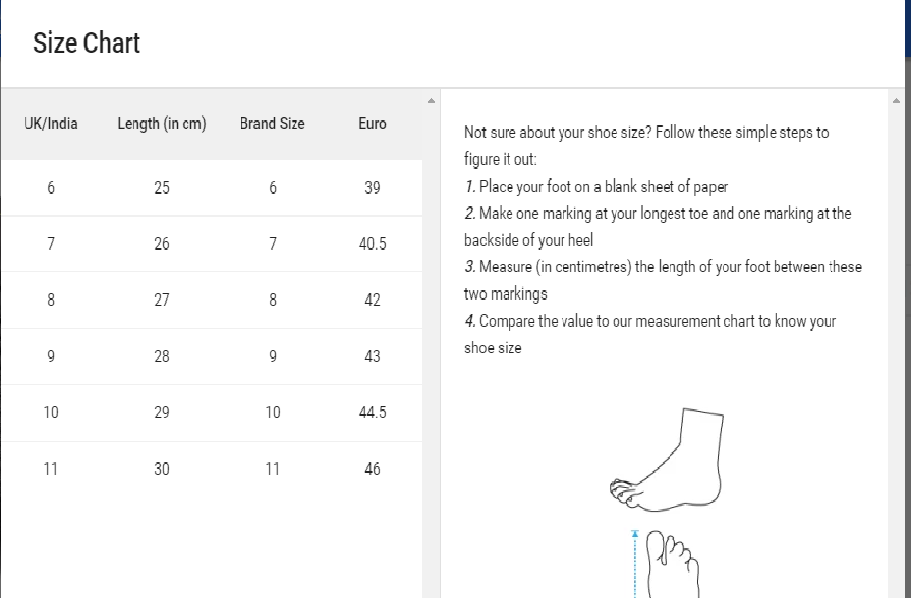 Size Chart
UK/India Length (in cm) Brand Size Euro
6 25 6 39
7 26 7 40.5
8 27 8 42
9 28 9 43
10 29 10 44.5
11 30 11 46
Not sure about your shoe size? Follow these simple steps to
figure it out:
1. Place your foot on a blank sheet of paper
2. Make one marking at your longest toe and one marking at the
backside of your heel
3. Measure (in centimetres) the length of your foot between these
two markings
4. Compare the value to our measurement chart to know your
shoe size